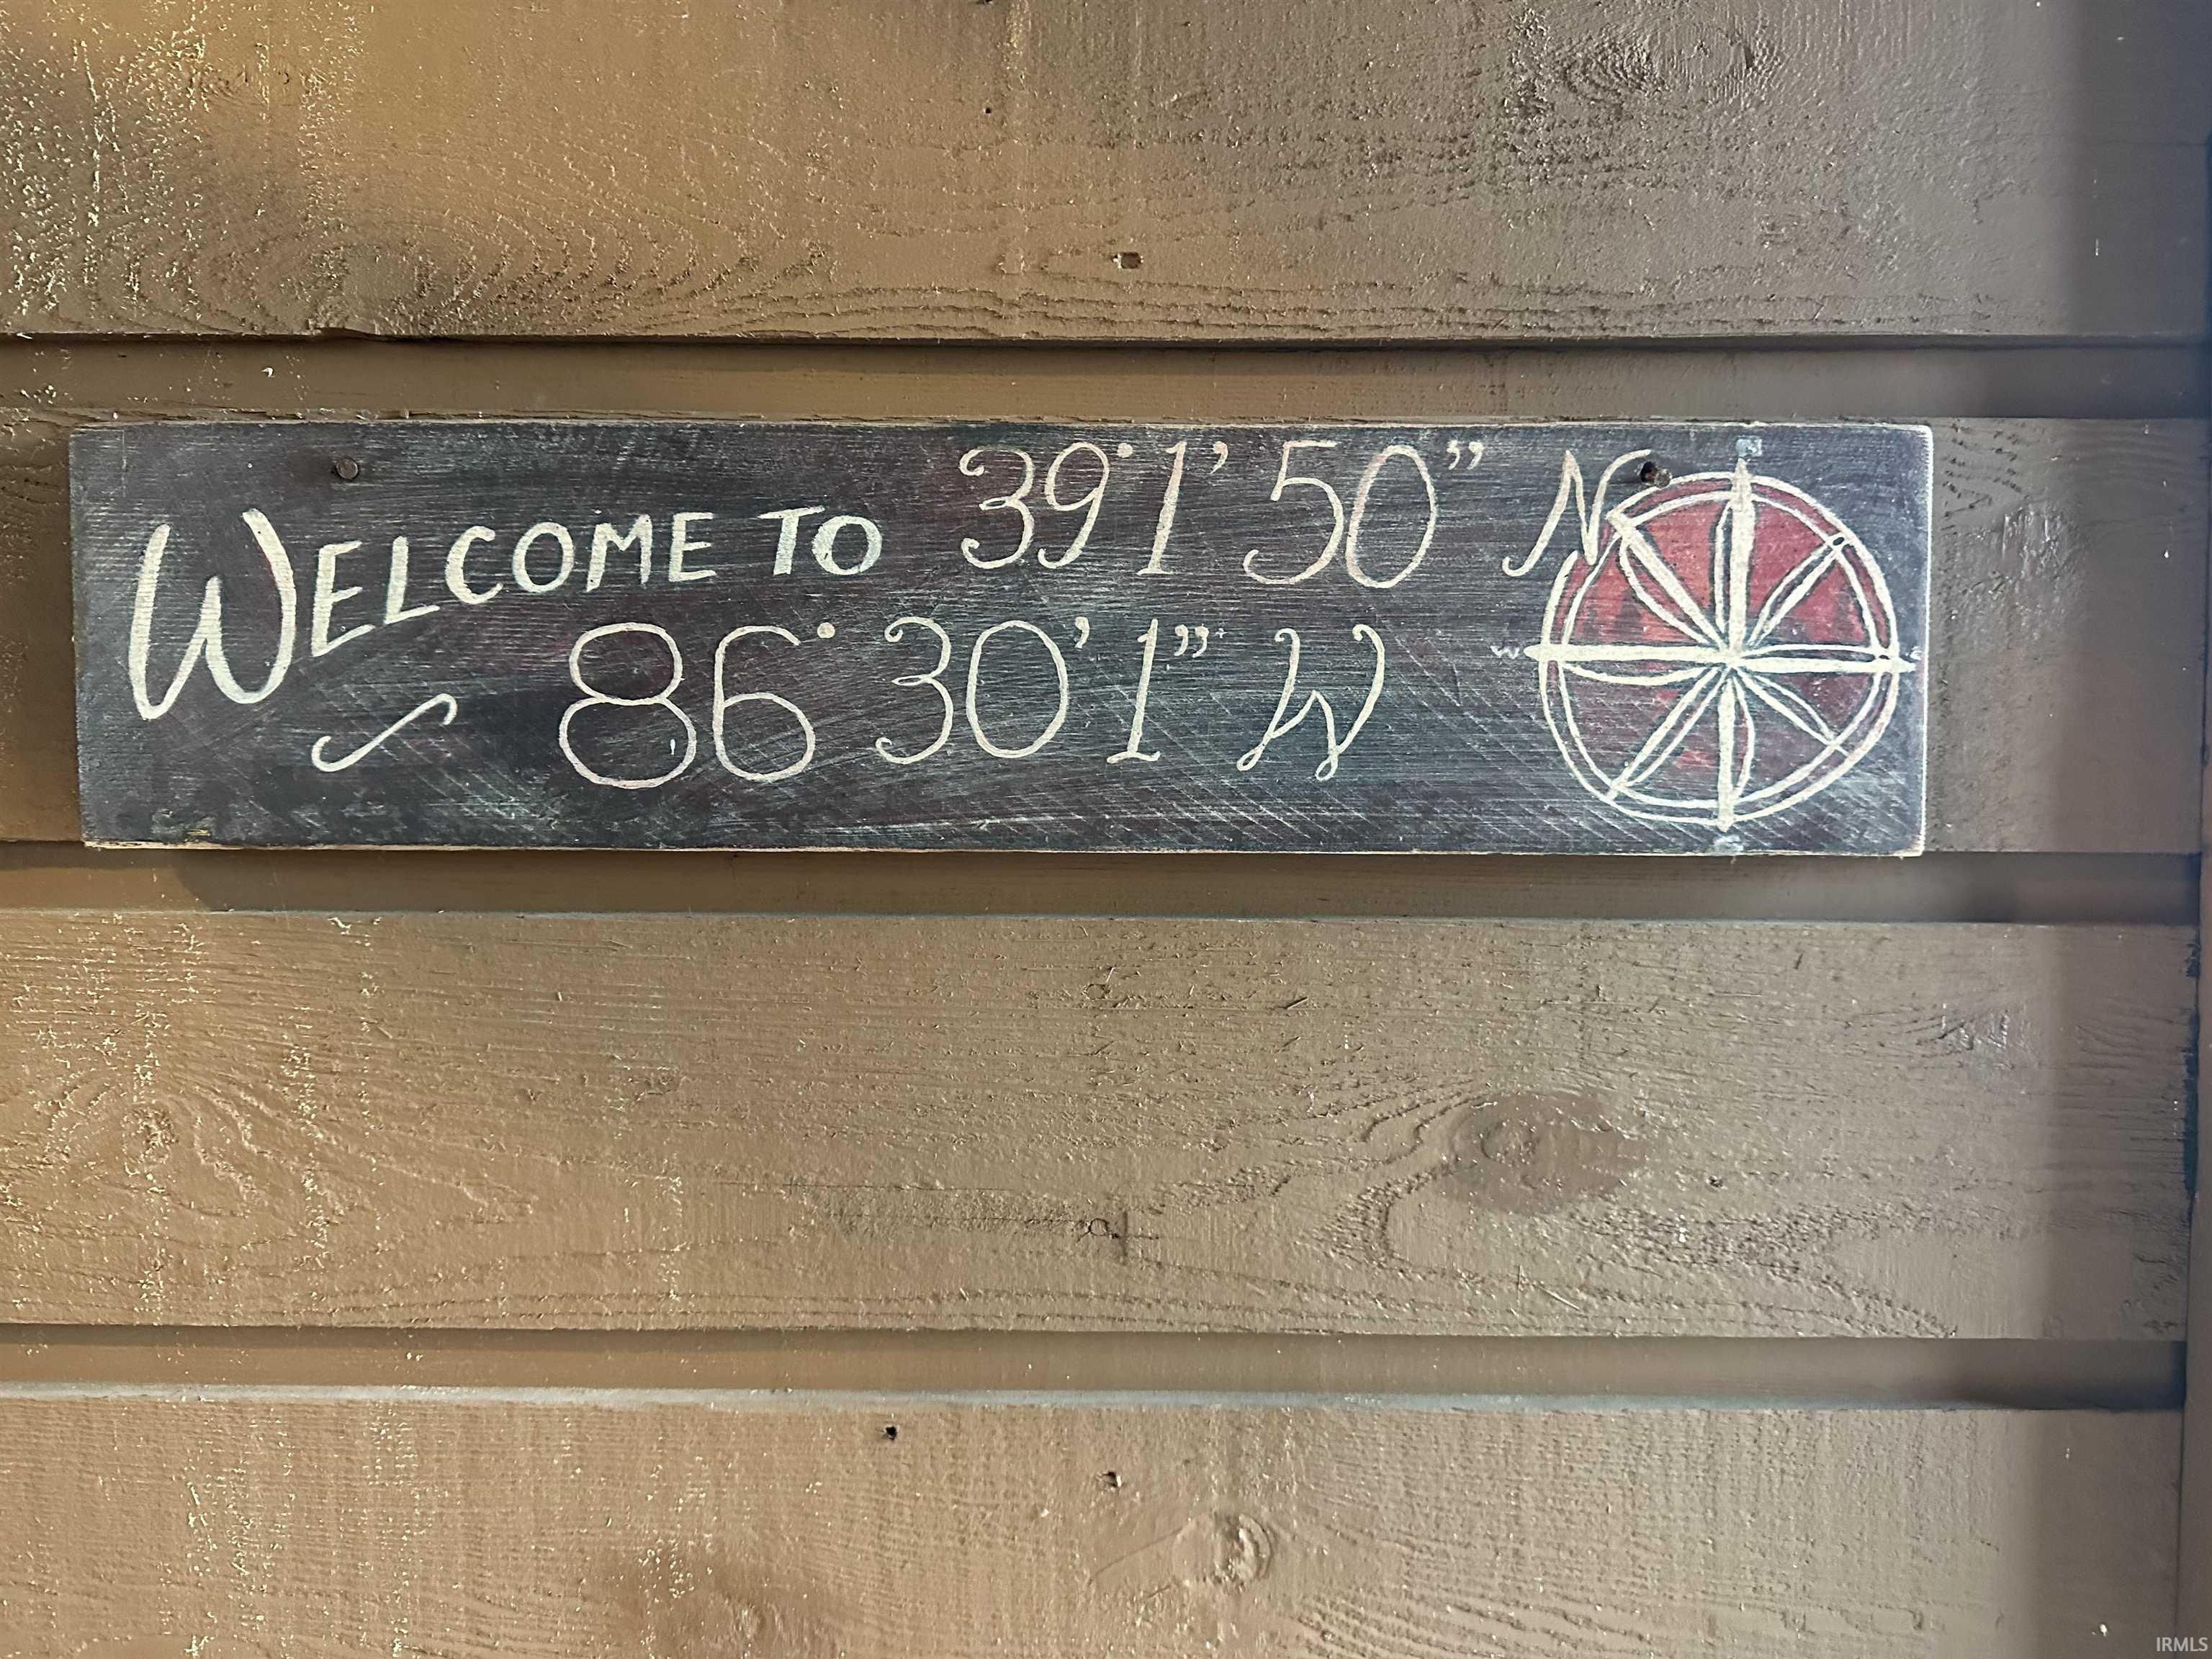 WELCOME TO 39° 1' 50" N
86° 30' 1" W
N
W
IRMLS